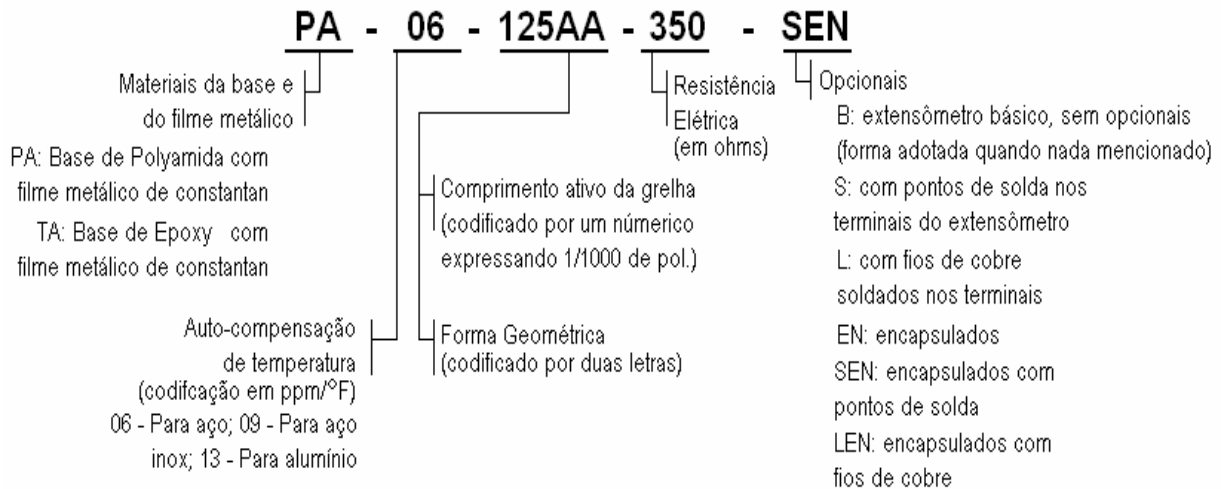 PA - 06 - 125AA - 350 - SEN
Materiais da base e
do filme metálico
PA: Base de Polyamida com
filme metálico de constantan
TA: Base de Epoxy com
filme metálico de constantan
Auto-compensação
de temperatura
(codifcação em ppm/°F)
06 - Para aço; 09 - Para aço
inox; 13 - Para alumínio
Comprimento ativo da grelha
(codificado por um númerico
expressando 1/1000 de pol.)
Forma Geométrica
(codificado por duas letras)
Resistência
Elétrica
(em ohms)
Opcionais
B: extensômetro básico, sem opcionais
(forma adotada quando nada mencionado)
S: com pontos de solda nos
terminais do extensômetro
L: com fios de cobre
soldados nos terminais
EN: encapsulados
SEN: encapsulados com
pontos de solda
LEN: encapsulados com
fios de cobre